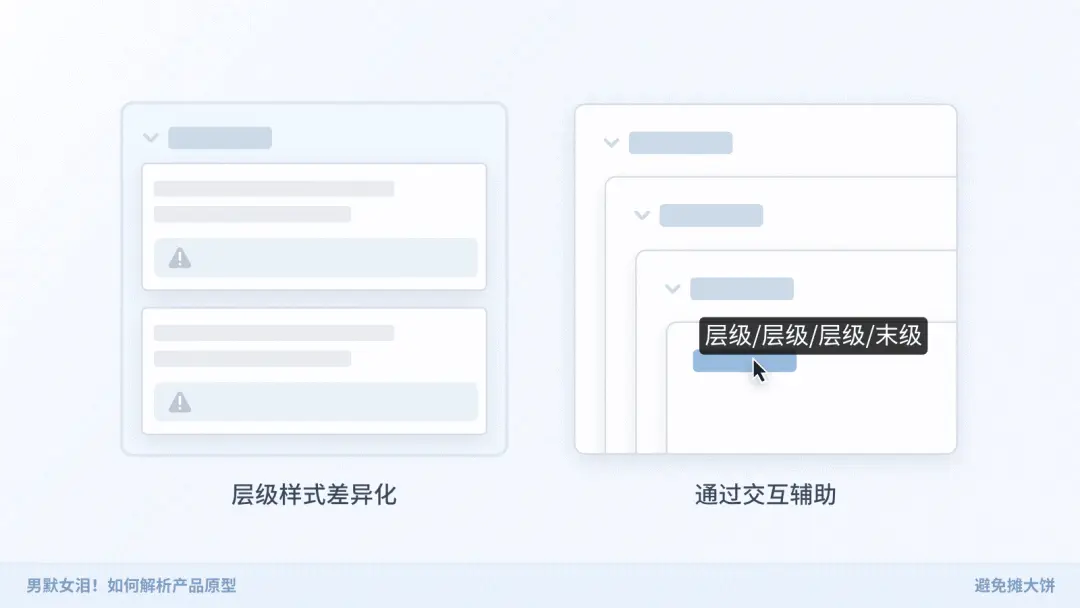 层级/层级/层级/末级
层级样式差异化
通过交互辅助
男默女泪！如何解析产品原型
避免摊大饼